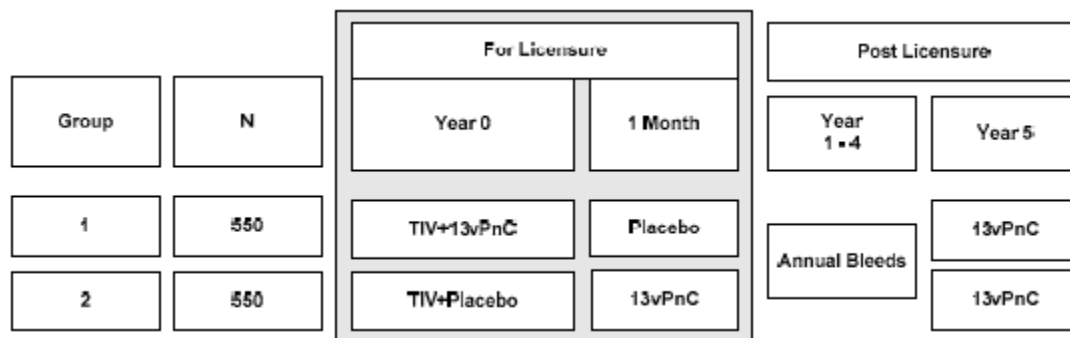 For Licensure
Post Licensure
Group
N
Year 0
1 Month
Year
1 - 4
Year 5
1
550
TIV+13vPnC
Placebo
Annual Bleeds
13vPnC
2
550
TIV+Placebo
13vPnC
13vPnC